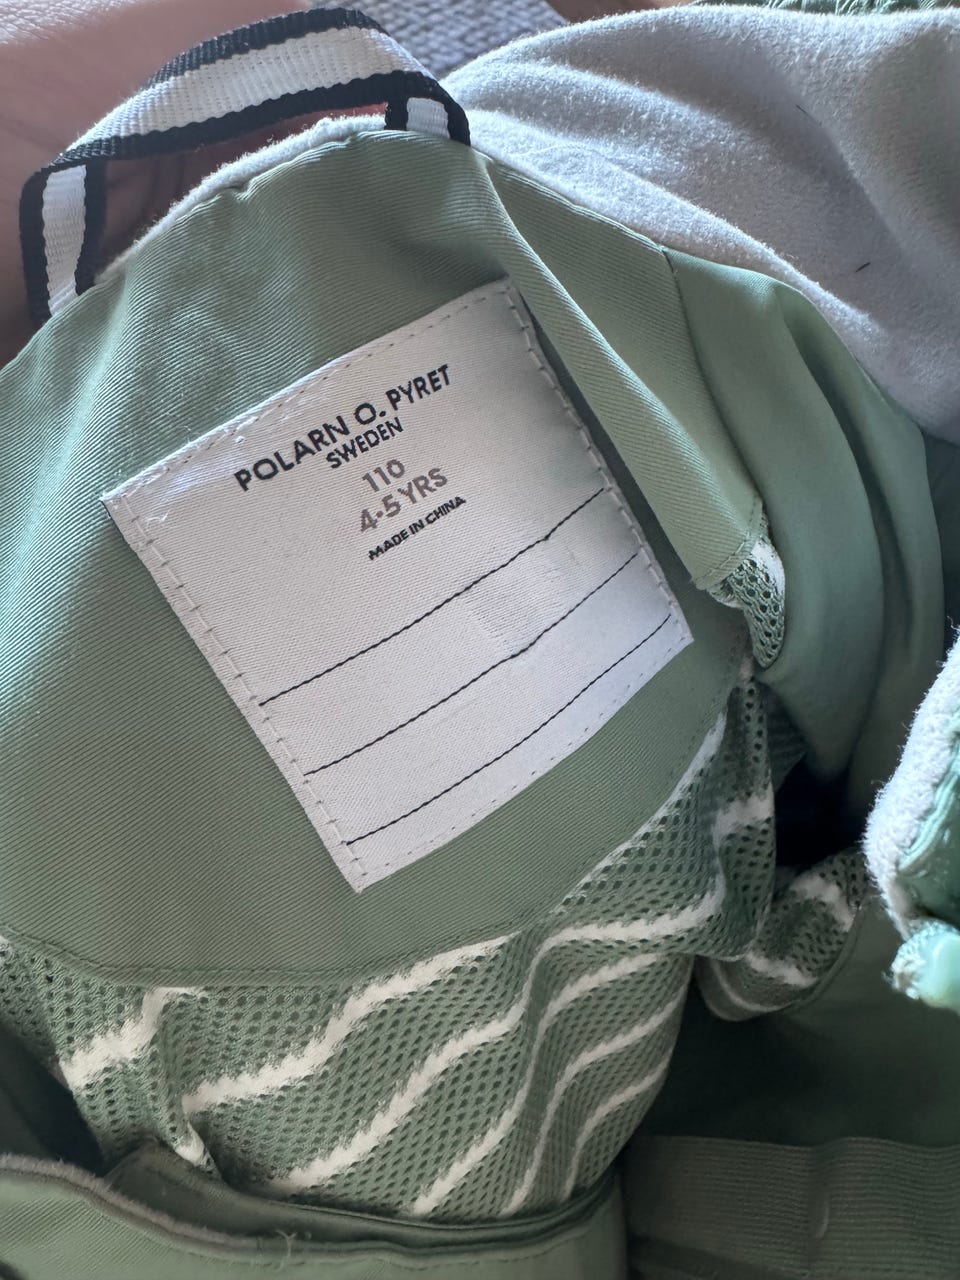 POLARN O. PYRET
SWEDEN
110
4-5 YRS
MADE IN CHINA